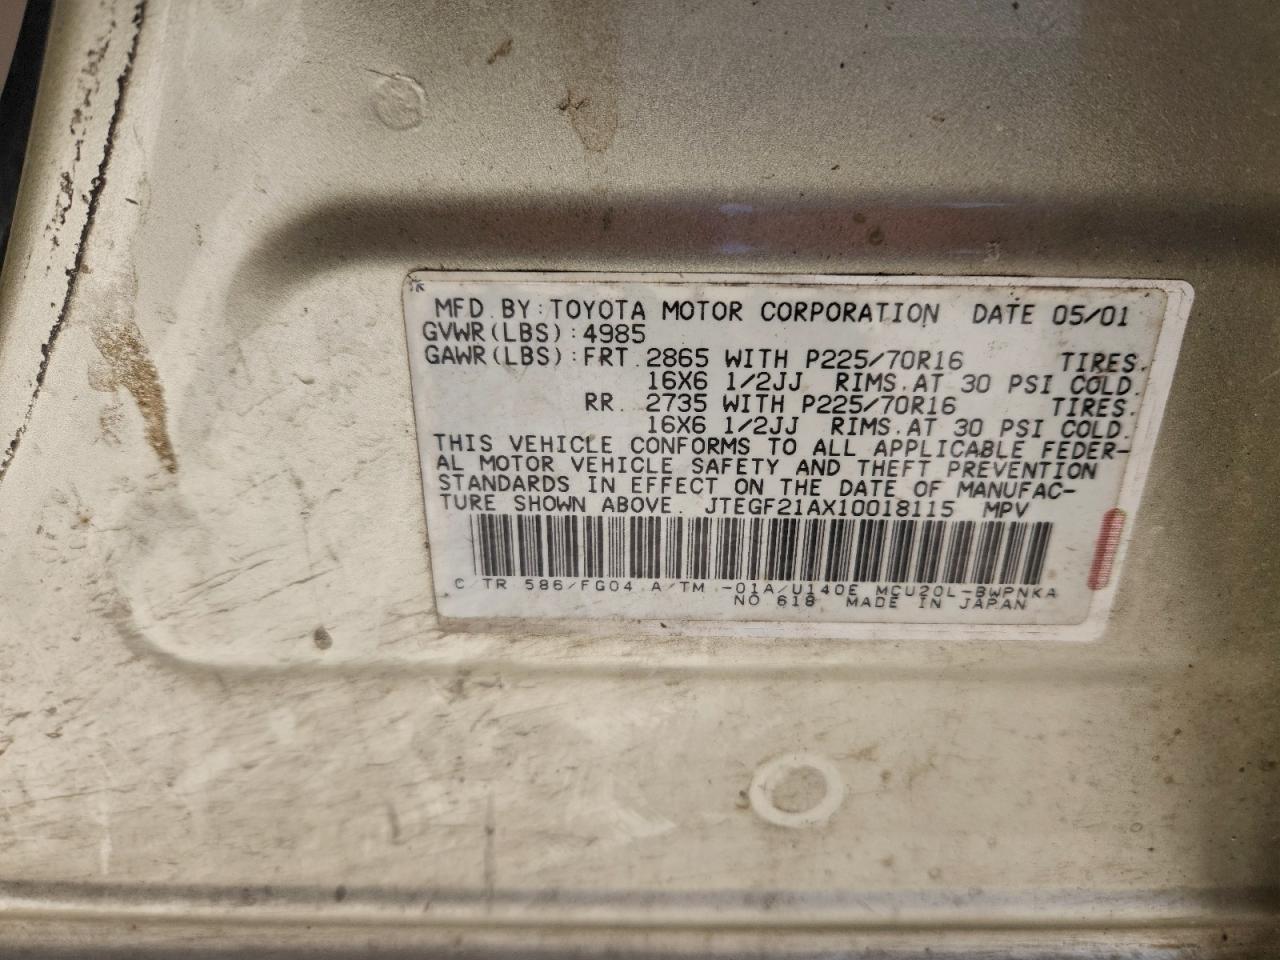 MFD. BY: TOYOTA MOTOR CORPORATION DATE 05/01
GVWR(LBS): 4985
GAWR(LBS): FRT. 2865 WITH P225/70R16 TIRES.
16X6 1/2JJ RIMS. AT 30 PSI COLD.
RR. 2735 WITH P225/70R16 TIRES.
16X6 1/2JJ RIMS. AT 30 PSI COLD.
THIS VEHICLE CONFORMS TO ALL APPLICABLE FEDER-
AL MOTOR VEHICLE SAFETY AND THEFT PREVENTION
STANDARDS IN EFFECT ON THE DATE OF MANUFAC-
TURE SHOWN ABOVE. JTEGF21AX10018115 MPV
C/TR 586/FG04 A/TM -01A/U140E MCU20L-BWPNKA
NO 618 MADE IN JAPAN